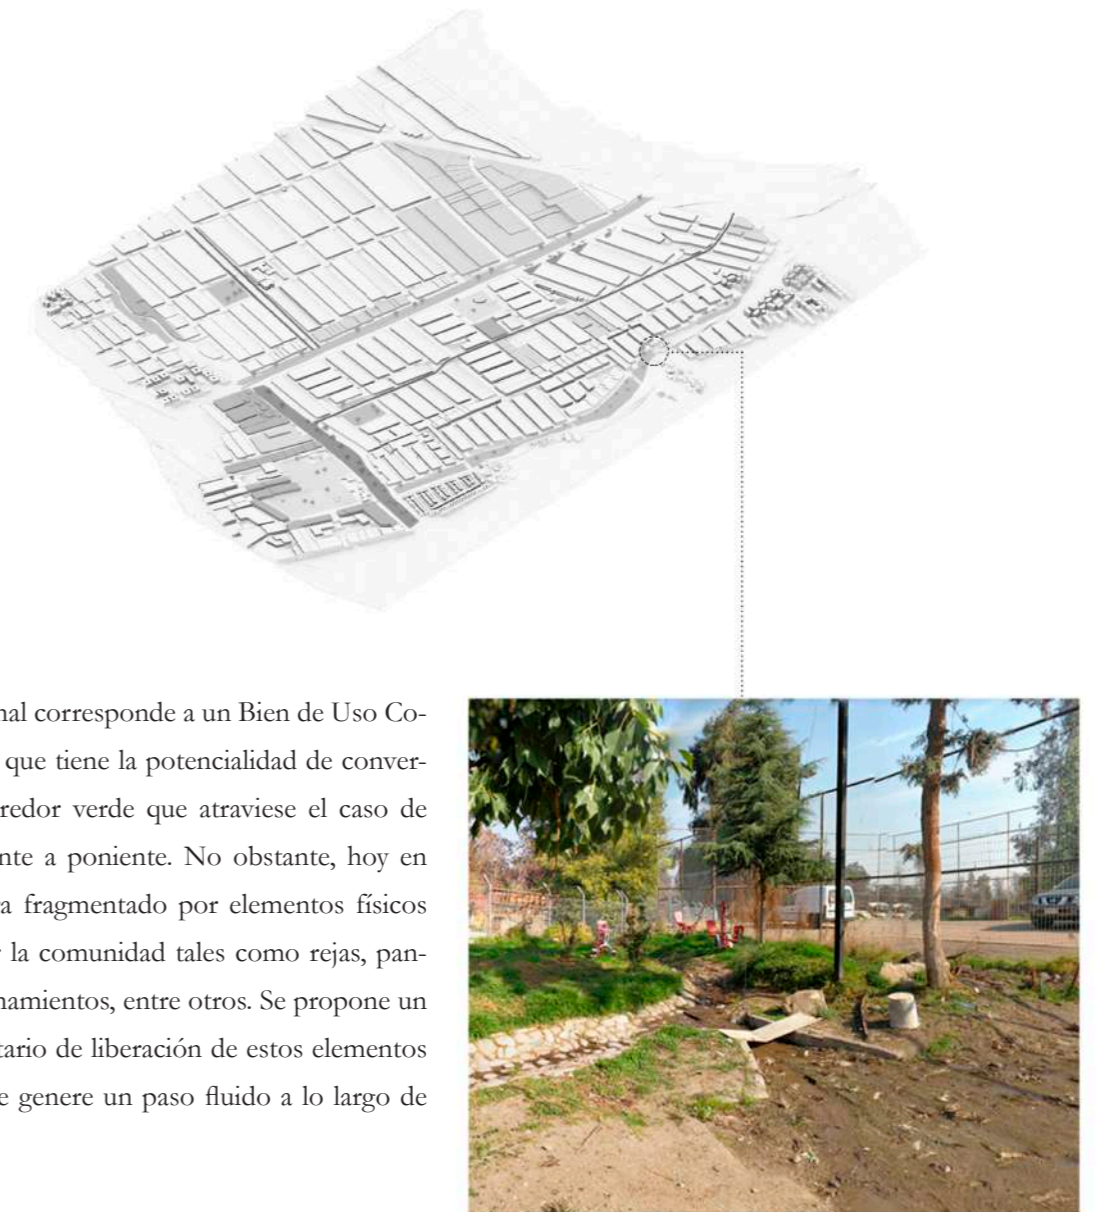 nal corresponde a un Bien de Uso Co-
que tiene la potencialidad de conver-
redor verde que atraviese el caso de
nte a poniente. No obstante, hoy en
a fragmentado por elementos físicos
la comunidad tales como rejas, pan-
namientos, entre otros. Se propone un
tario de liberación de estos elementos
e genere un paso fluido a lo largo de